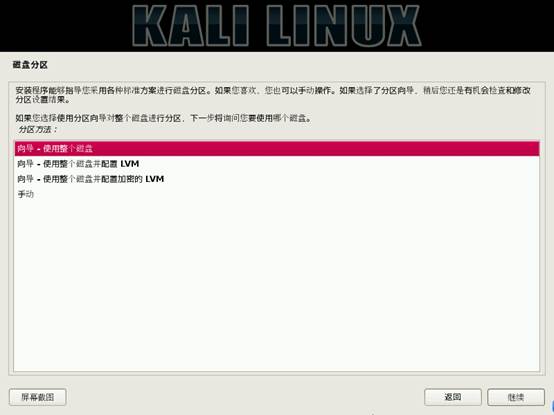 KALI LINUX
磁盘分区
安装程序能够指导您采用各种标准方案进行磁盘分区。如果您喜欢，您也可以手动操作。如果选择了分区向导，稍后您还是有机会检查和修改
分区设置结果。
如果您选择使用分区向导对整个磁盘进行分区，下一步将询问您要使用哪个磁盘。
分区方法：
向导 - 使用整个磁盘
向导 - 使用整个磁盘并配置 LVM
向导 - 使用整个磁盘并配置加密的 LVM
手动
屏幕截图
返回
继续